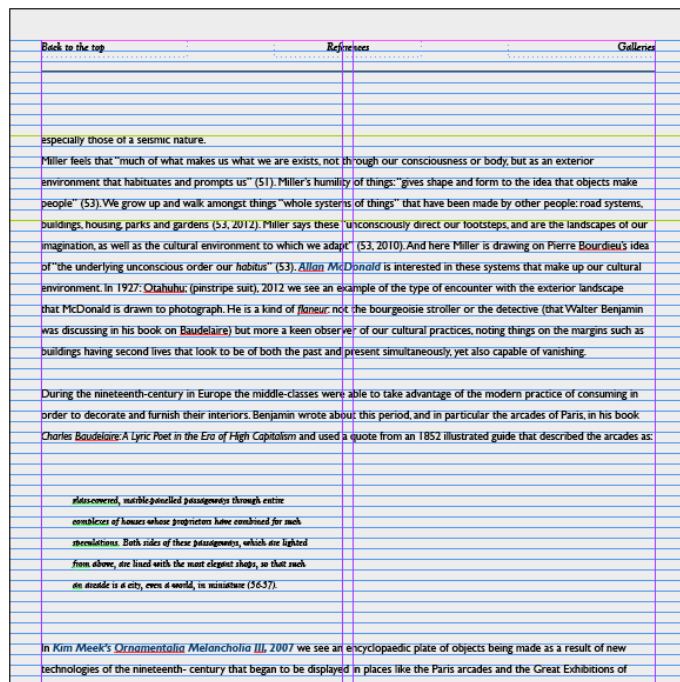 Back to the top References Galleries
especially those of a seismic nature.
Miller feels that “much of what makes us what we are exists, not through our consciousness or body, but as an exterior
environment that habituates and prompts us” (51). Miller’s humility of things: “gives shape and form to the idea that objects make
people” (53). We grow up and walk amongst things “whole systems of things” that have been made by other people: road systems,
buildings, housing, parks and gardens (53, 2012). Miller says these “unconsciously direct our footsteps, and are the landscapes of our
imagination, as well as the cultural environment to which we adapt” (53, 2010). And here Miller is drawing on Pierre Bourdieu’s idea
of “the underlying unconscious order our habitus” (53). Allan McDonald is interested in these systems that make up our cultural
environment. In 1927: Otahuhu; (pinstripe suit), 2012 we see an example of the type of encounter with the exterior landscape
that McDonald is drawn to photograph. He is a kind of flaneur: not the bourgeoisie stroller or the detective (that Walter Benjamin
was discussing in his book on Baudelaire) but more a keen observer of our cultural practices, noting things on the margins such as
buildings having second lives that look to be of both the past and present simultaneously, yet also capable of vanishing.
During the nineteenth-century in Europe the middle-classes were able to take advantage of the modern practice of consuming in
order to decorate and furnish their interiors. Benjamin wrote about this period, and in particular the arcades of Paris, in his book
Charles Baudelaire: A Lyric Poet in the Era of High Capitalism and used a quote from an 1852 illustrated guide that described the arcades as:
glass-covered, marble-panelled passageways through entire
complexes of houses whose proprietors have combined for such
speculations. Both sides of these passageways, which are lighted
from above, are lined with the most elegant shops, so that such
an arcade is a city, even a world, in miniature (36-37).
In Kim Meek’s Ornamentalia Melancholia III, 2007 we see an encyclopaedic plate of objects being made as a result of new
technologies of the nineteenth- century that began to be displayed in places like the Paris arcades and the Great Exhibitions of